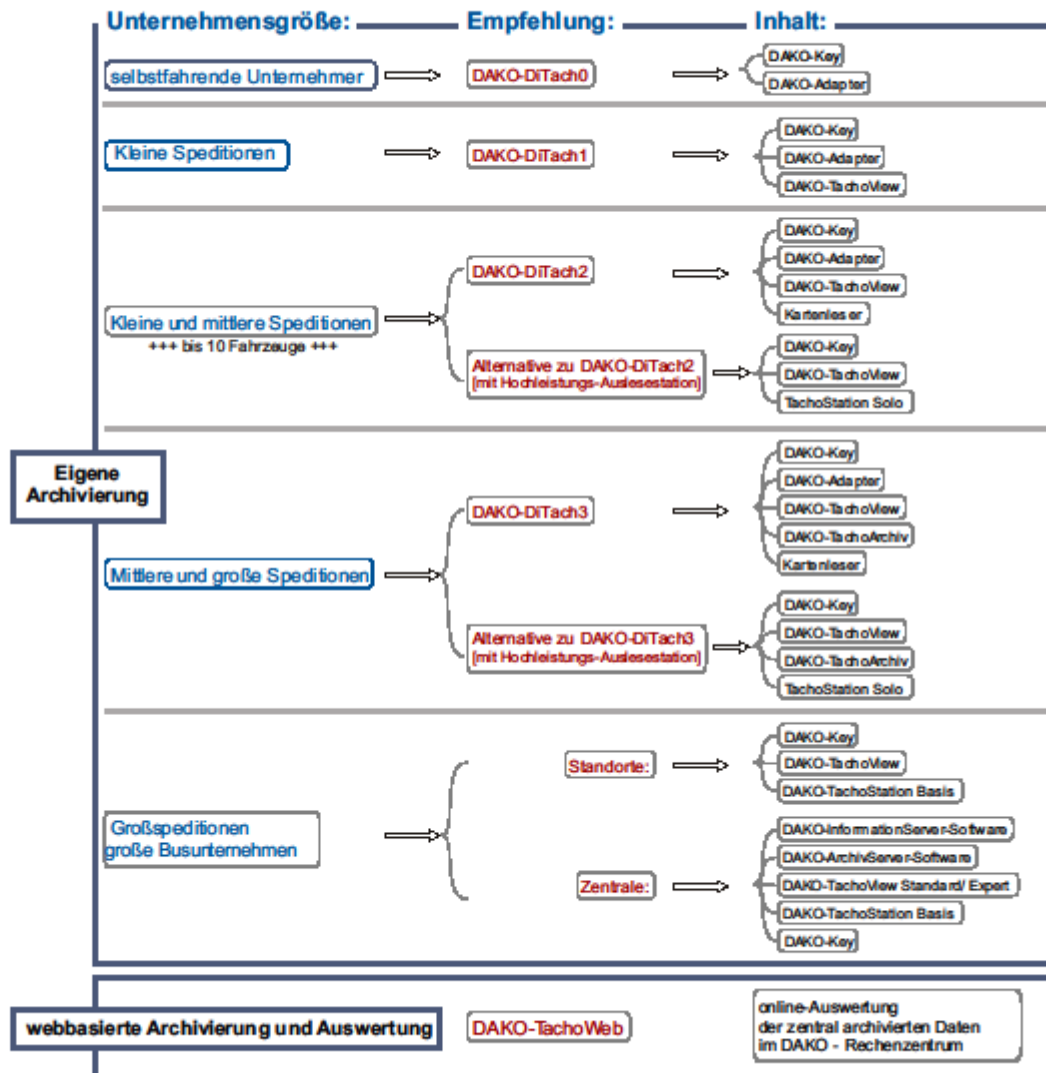 Unternehmensgröße:
Empfehlung:
Inhalt:
selbstfahrende Unternehmer
DAKO-DiTach0
DAKO-Key
DAKO-Adapter
Kleine Speditionen
DAKO-DiTach1
DAKO-Key
DAKO-Adapter
DAKO-TachoView
Kleine und mittlere Speditionen
+++ bis 10 Fahrzeuge +++
DAKO-DiTach2
DAKO-Key
DAKO-Adapter
DAKO-TachoView
Kartenleser
Alternative zu DAKO-DiTach2
(mit Hochleistungs-Auslesestation)
DAKO-Key
DAKO-TachoView
TachoStation Solo
Eigene
Archivierung
Mittlere und große Speditionen
DAKO-DiTach3
DAKO-Key
DAKO-Adapter
DAKO-TachoView
DAKO-TachoArchiv
Kartenleser
Alternative zu DAKO-DiTach3
(mit Hochleistungs-Auslesestation)
DAKO-Key
DAKO-TachoView
DAKO-TachoArchiv
TachoStation Solo
Großspeditionen
große Busunternehmen
Standorte:
DAKO-Key
DAKO-TachoView
DAKO-TachoStation Basis
Zentrale:
DAKO-InformationServer-Software
DAKO-ArchivServer-Software
DAKO-TachoView Standard/ Expert
DAKO-TachoStation Basis
DAKO-Key
webbasierte Archivierung und Auswertung
DAKO-TachoWeb
online-Auswertung
der zentral archivierten Daten
im DAKO - Rechenzentrum